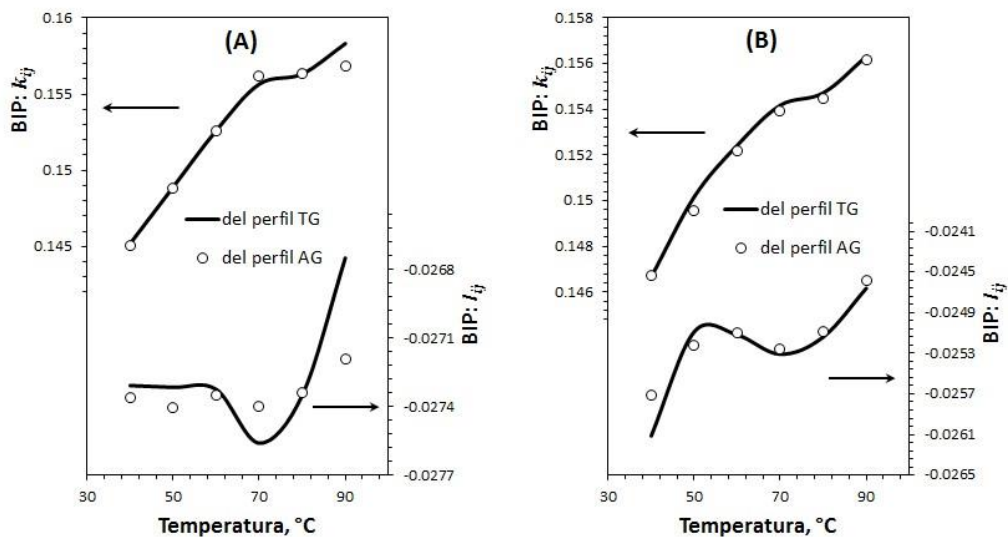 (A)
BIP: kij
0.16
0.155
0.15
0.145
del perfil TG
del perfil AG
-0.0268
-0.0271
-0.0274
-0.0277
BIP: lij
30
50
70
90
Temperatura, °C
(B)
BIP: kij
0.158
0.156
0.154
0.152
0.15
0.148
0.146
del perfil TG
del perfil AG
-0.0241
-0.0245
-0.0249
-0.0253
-0.0257
-0.0261
-0.0265
BIP: lij
30
50
70
90
Temperatura, °C